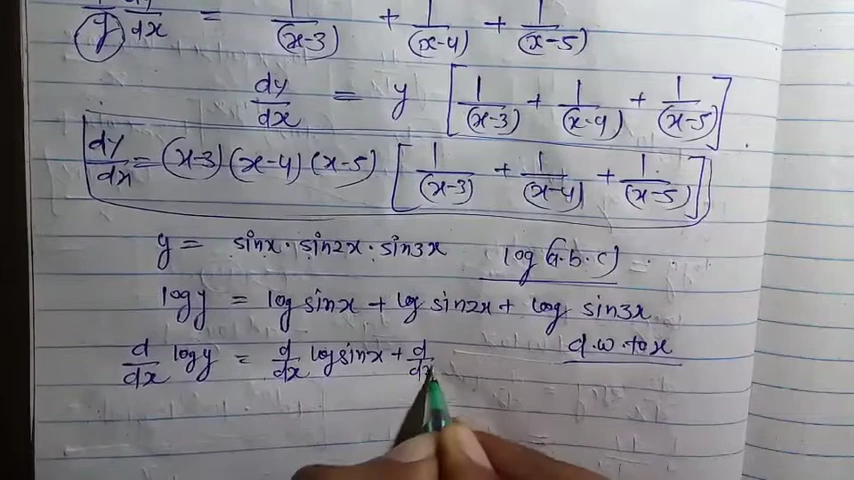 1/y dy/dx = 1/(x-3) + 1/(x-4) + 1/(x-5)
dy/dx = y [1/(x-3) + 1/(x-4) + 1/(x-5)]
dy/dx = (x-3)(x-4)(x-5) [1/(x-3) + 1/(x-4) + 1/(x-5)]
y = sinx · sin2x · sin3x log(a·b·c) =
logy = log sinx + log sin2x + log sin3x
d/dx logy = d/dx log sinx + d/dx d.w.to x